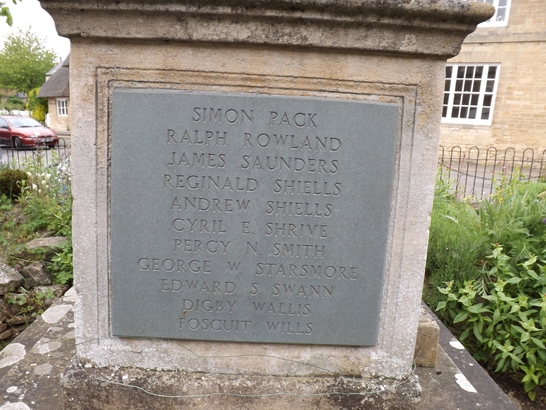 SIMON PACK
RALPH ROWLAND
JAMES SAUNDERS
REGINALD SHIELLS
ANDREW SHIELLS
CYRIL E. SHRIVE
PERCY N. SMITH
GEORGE W. STARSMORE
EDWARD S. SWANN
DIGBY WALLIS
FOSCUIT WILLS